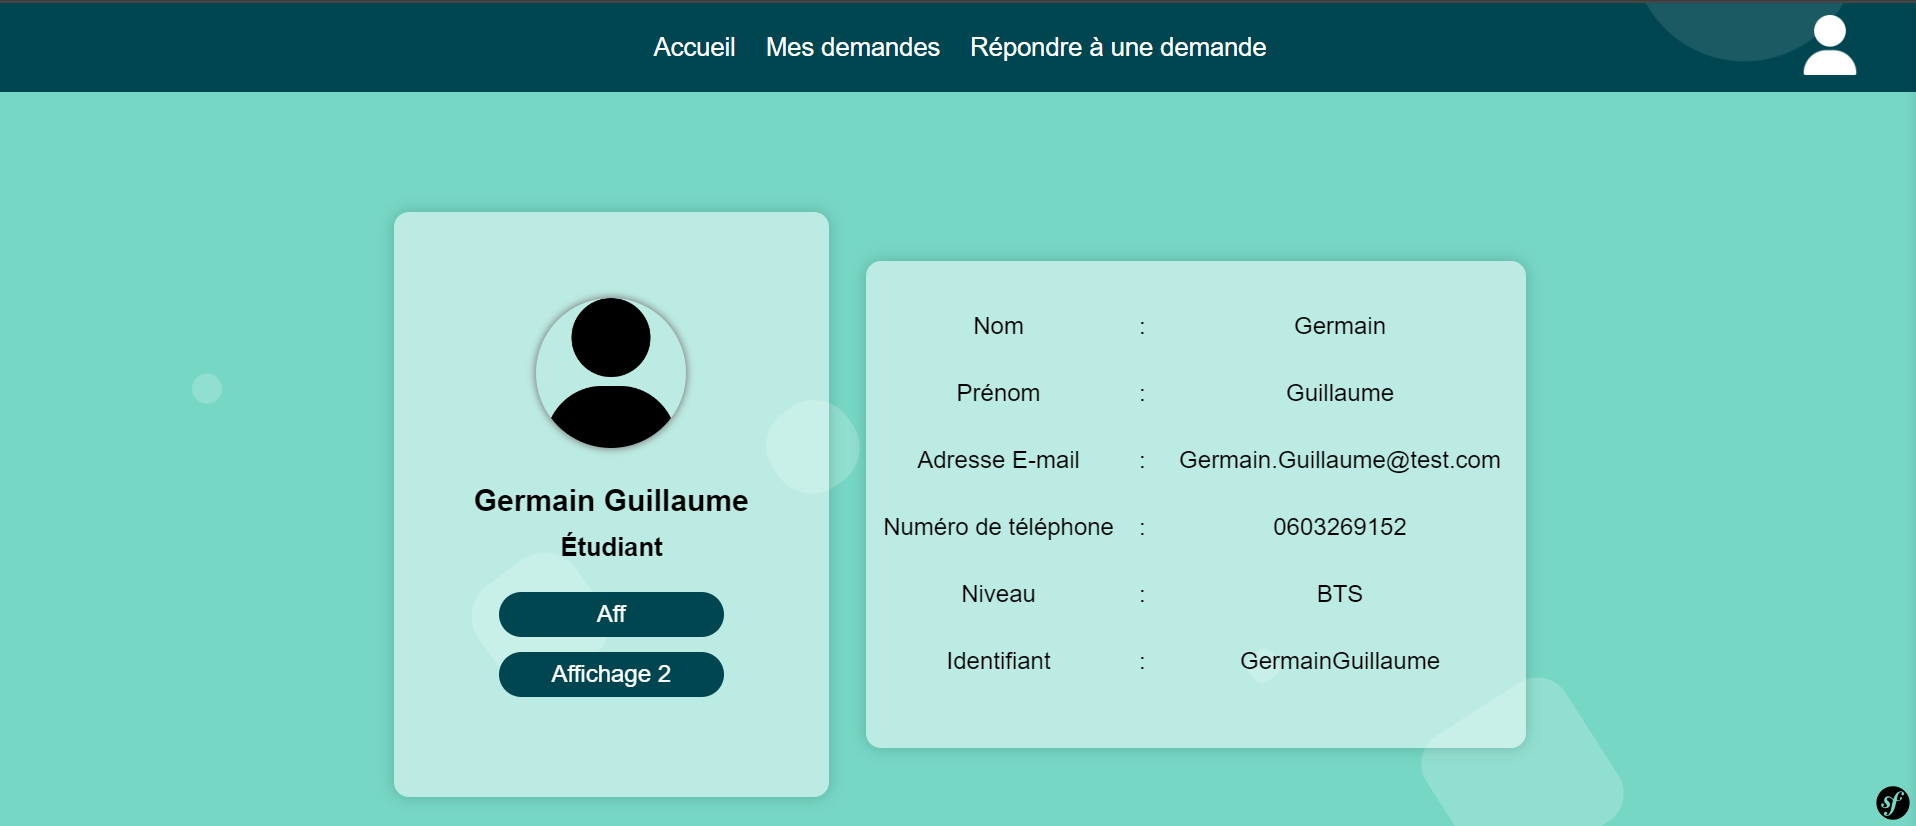 Accueil Mes demandes Répondre à une demande
Germain Guillaume
Étudiant
Aff
Affichage 2
Nom : Germain
Prénom : Guillaume
Adresse E-mail : Germain.Guillaume@test.com
Numéro de téléphone : 0603269152
Niveau : BTS
Identifiant : GermainGuillaume
sf